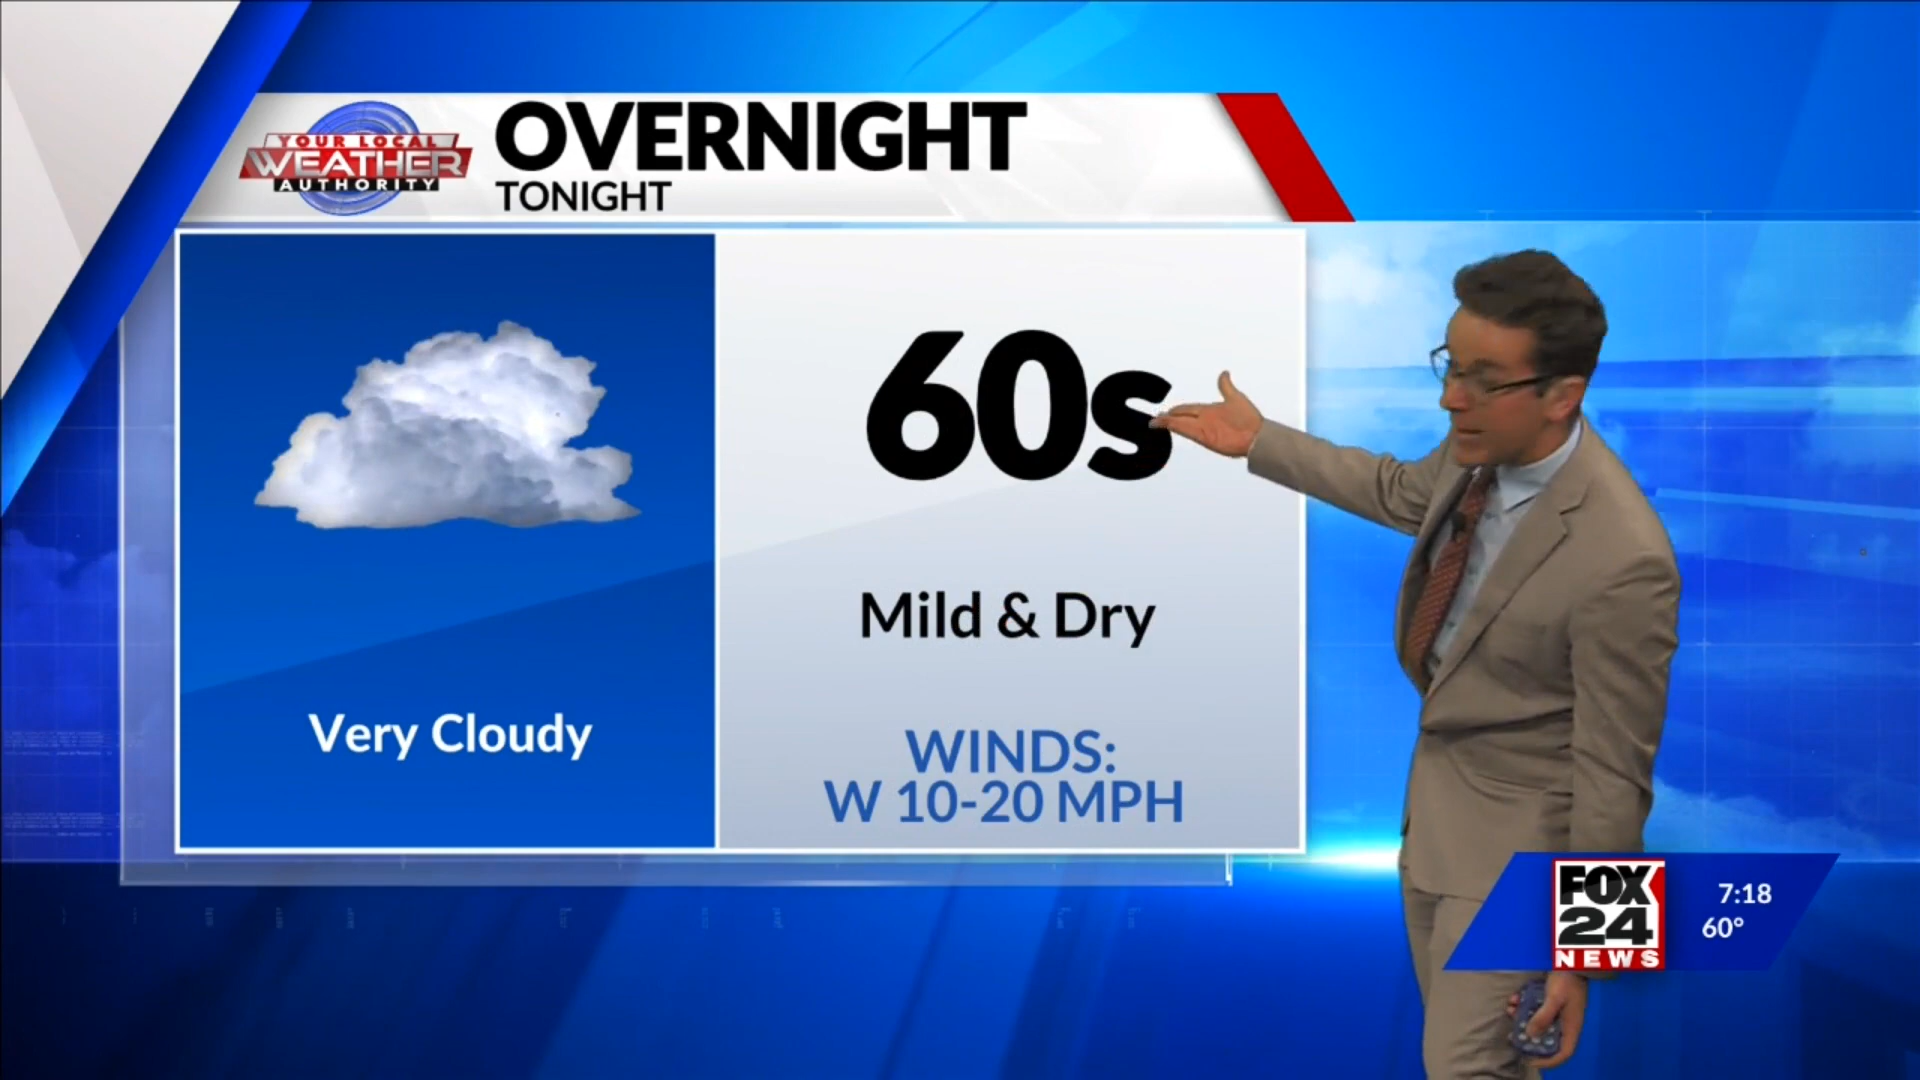 YOUR LOCAL
WEATHER
AUTHORITY
OVERNIGHT
TONIGHT
60s
Mild & Dry
Very Cloudy
WINDS:
W 10-20 MPH
FOX
24
NEWS
7:18
60°